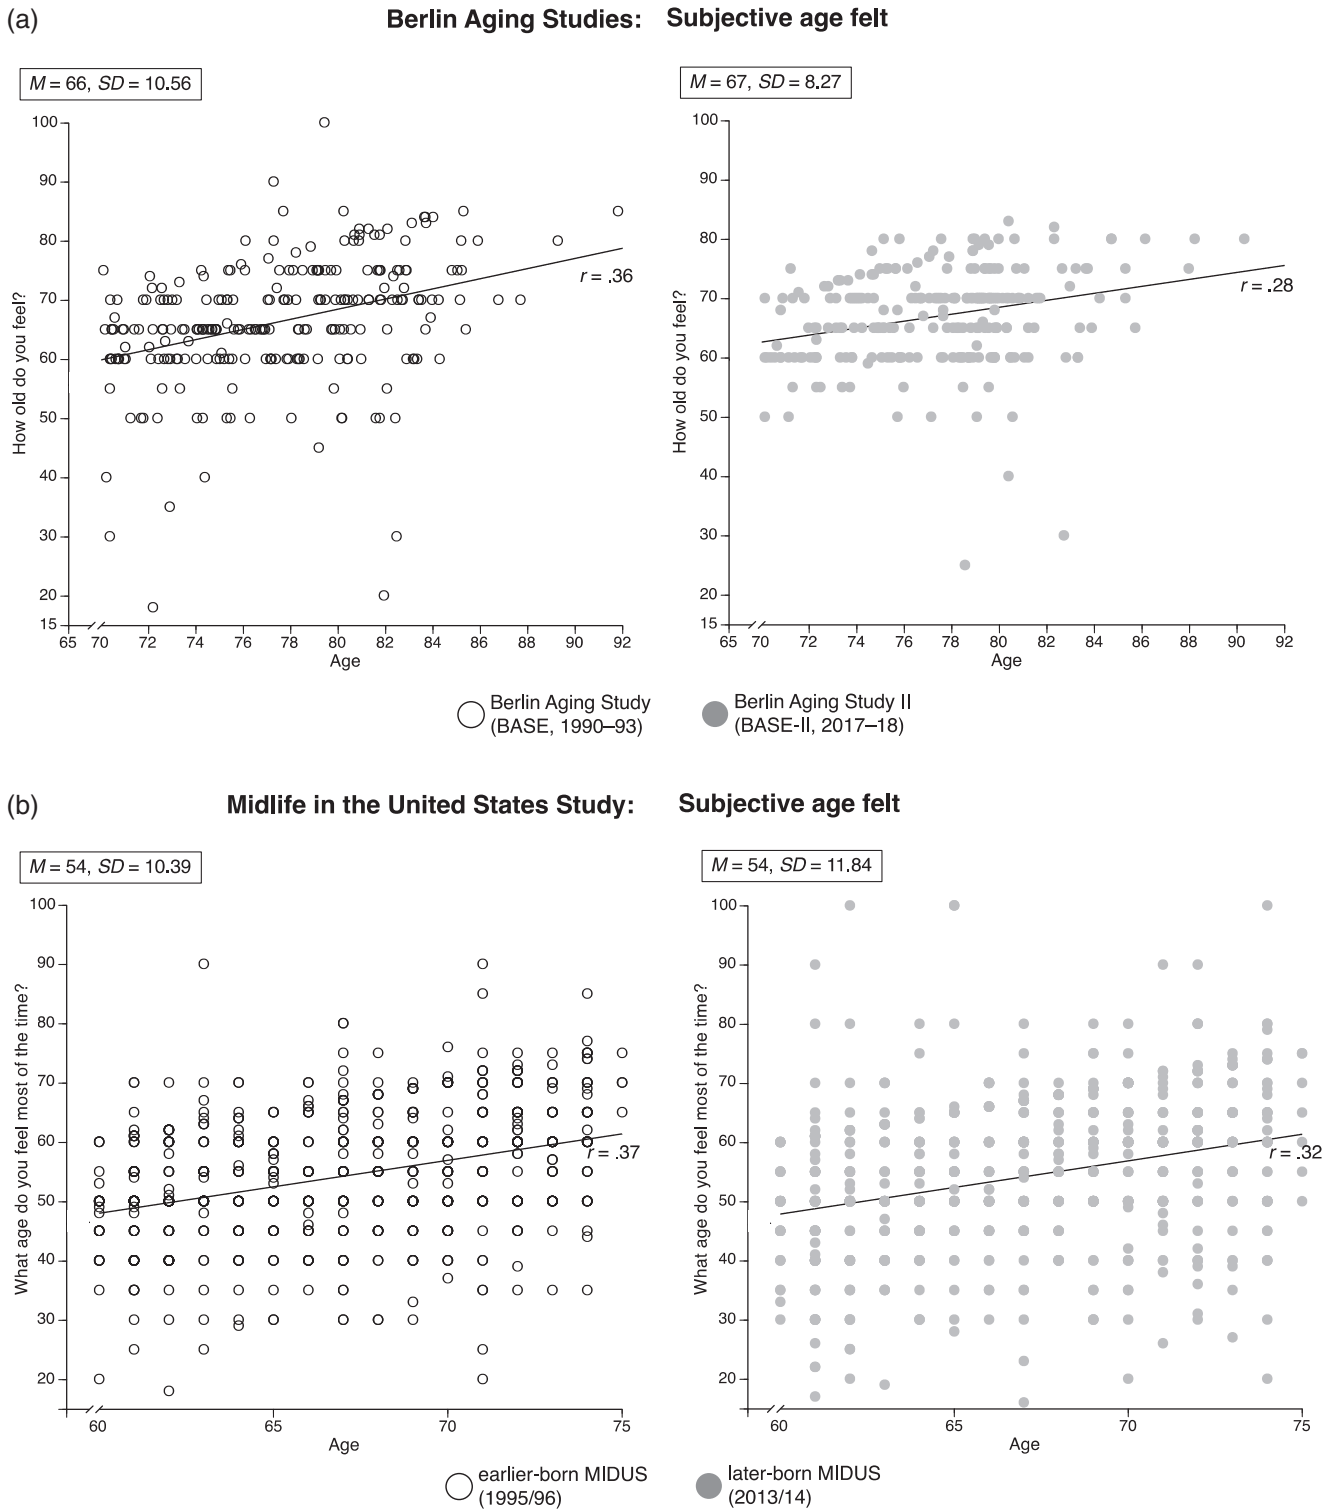 (a)
Berlin Aging Studies: Subjective age felt
M = 66, SD = 10.56
How old do you feel?
100
90
80
70
60
50
40
30
20
15
r = .36
65 70 72 74 76 78 80 82 84 86 88 90 92
Age
M = 67, SD = 8.27
How old do you feel?
100
90
80
70
60
50
40
30
20
15
r = .28
65 70 72 74 76 78 80 82 84 86 88 90 92
Age
Berlin Aging Study
(BASE, 1990–93)
Berlin Aging Study II
(BASE-II, 2017–18)
(b)
Midlife in the United States Study: Subjective age felt
M = 54, SD = 10.39
What age do you feel most of the time?
100
90
80
70
60
50
40
30
20
r = .37
60 65 70 75
Age
M = 54, SD = 11.84
What age do you feel most of the time?
100
90
80
70
60
50
40
30
20
r = .32
60 65 70 75
Age
earlier-born MIDUS
(1995/96)
later-born MIDUS
(2013/14)